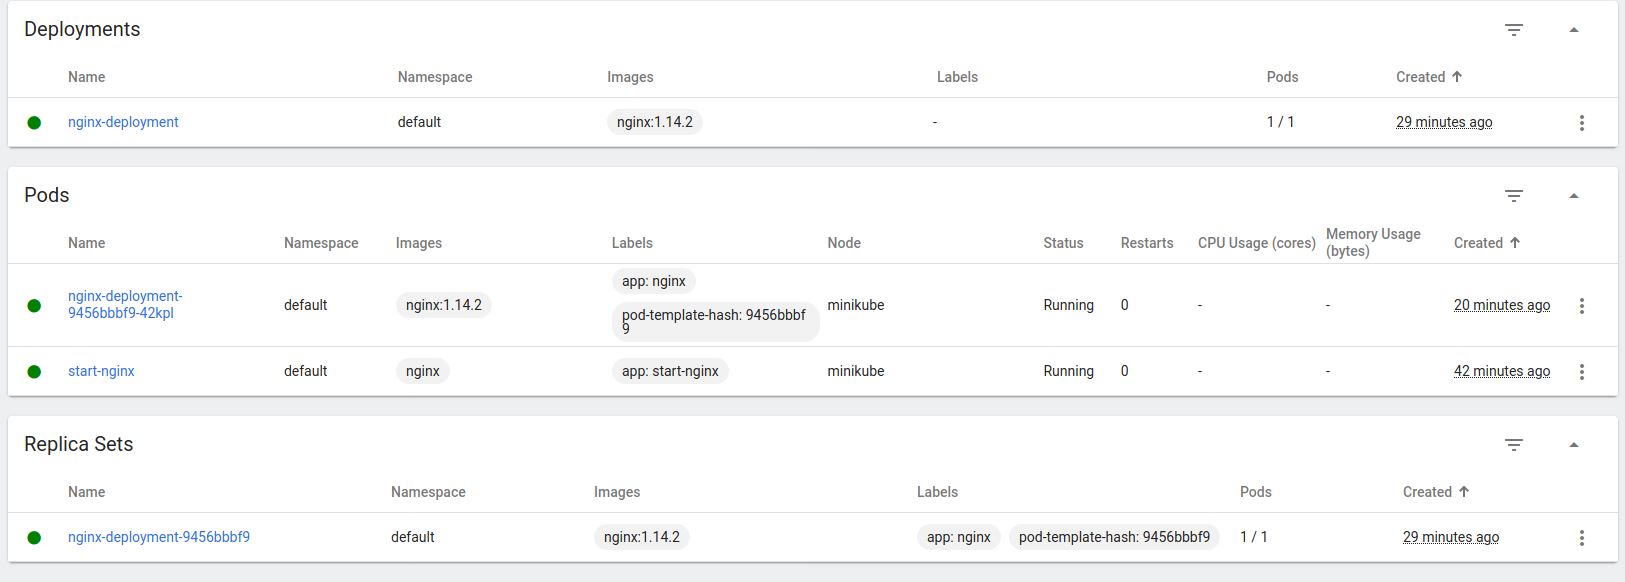 Deployments
Name Namespace Images Labels Pods Created ↑
nginx-deployment default nginx:1.14.2 - 1 / 1 29 minutes ago
Pods
Name Namespace Images Labels Node Status Restarts CPU Usage (cores) Memory Usage (bytes) Created ↑
nginx-deployment-
9456bbbf9-42kpl default nginx:1.14.2 app: nginx
pod-template-hash: 9456bbbf
9 minikube Running 0 - - 20 minutes ago
start-nginx default nginx app: start-nginx minikube Running 0 - - 42 minutes ago
Replica Sets
Name Namespace Images Labels Pods Created ↑
nginx-deployment-9456bbbf9 default nginx:1.14.2 app: nginx pod-template-hash: 9456bbbf9 1 / 1 29 minutes ago